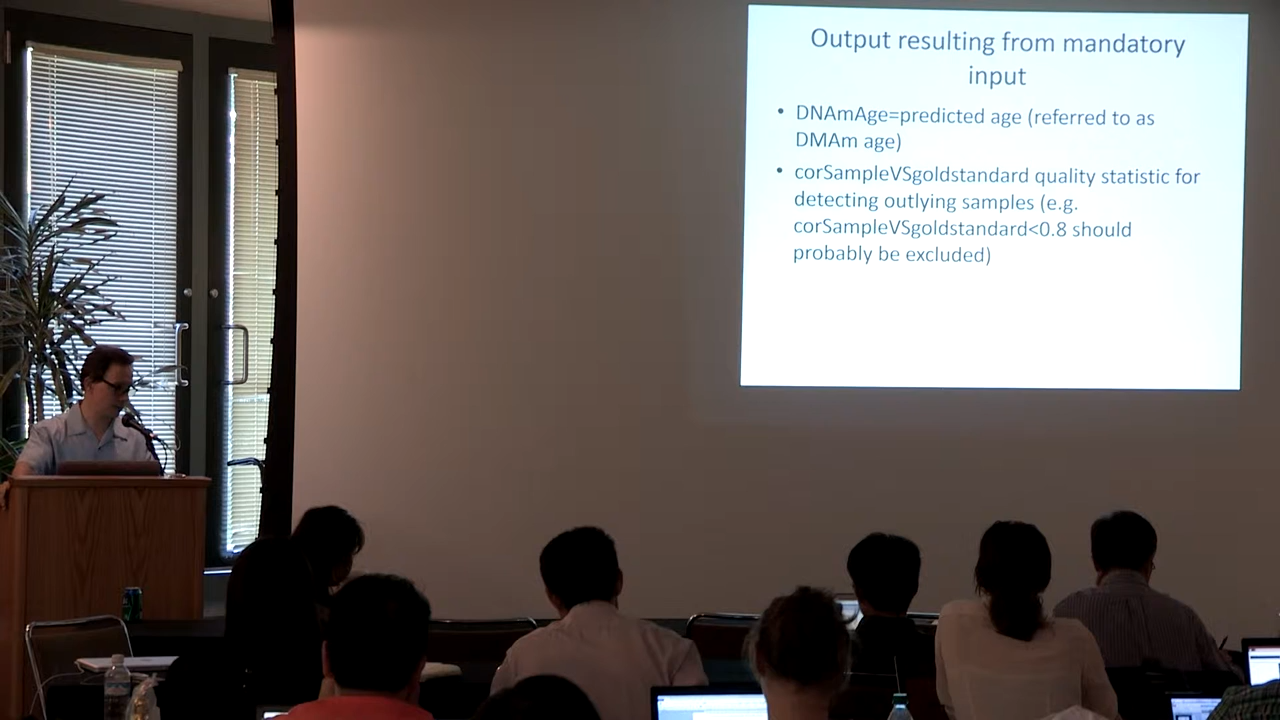 Output resulting from mandatory
input
• DNAmAge=predicted age (referred to as
DMAm age)
• corSampleVSgoldstandard quality statistic for
detecting outlying samples (e.g.
corSampleVSgoldstandard<0.8 should
probably be excluded)